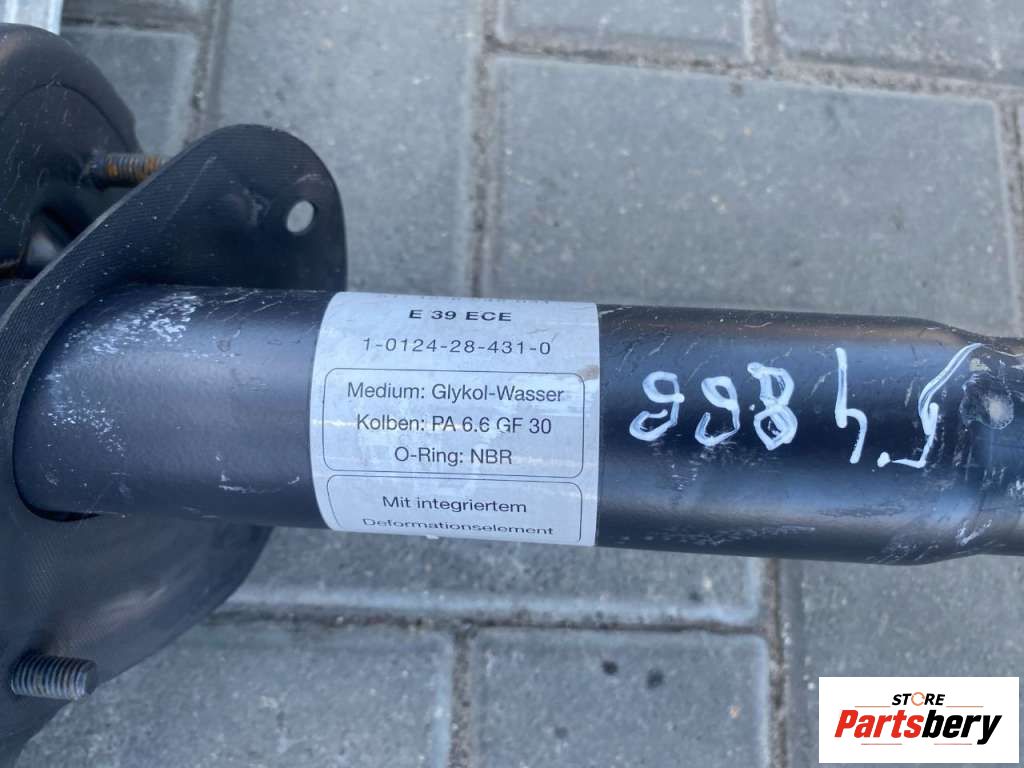 E 39 ECE
1-0124-28-431-0
Medium: Glykol-Wasser
Kolben: PA 6.6 GF 30
O-Ring: NBR
Mit integriertem
Deformationselement
STORE
Partsbery